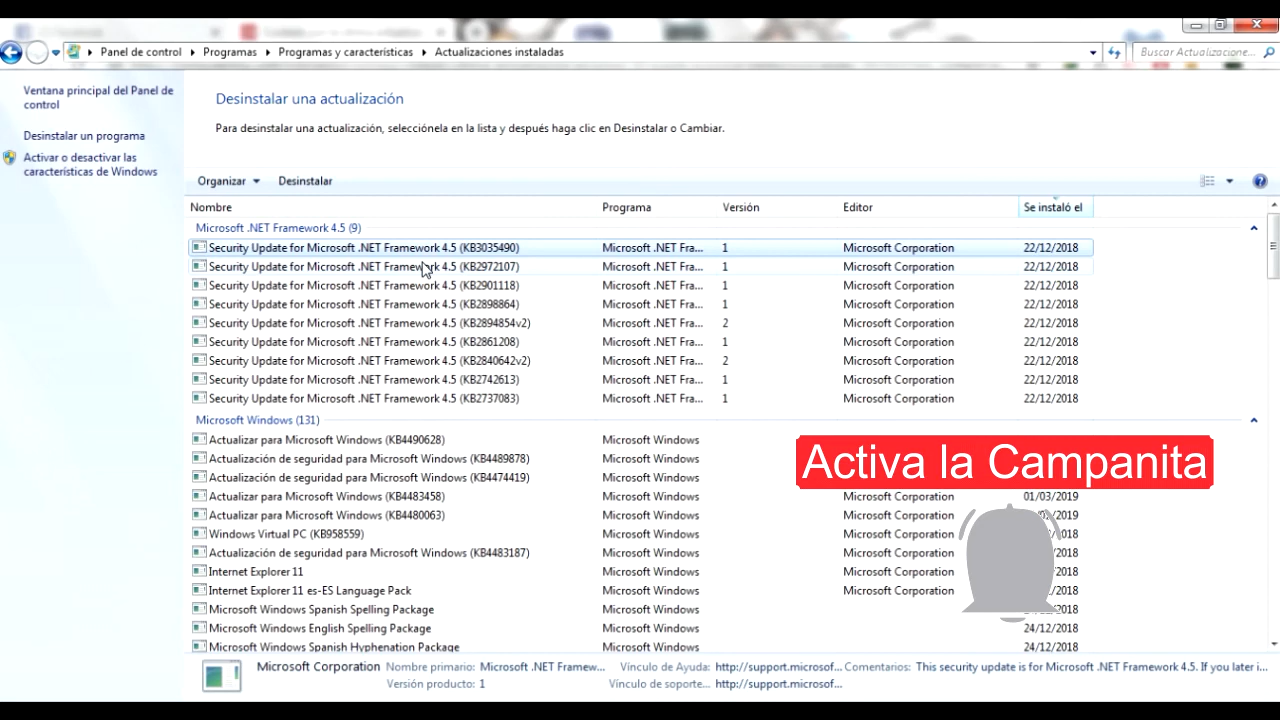 Panel de control ▸ Programas ▸ Programas y características ▸ Actualizaciones instaladas
Buscar Actualizacione...
Ventana principal del Panel de
control
Desinstalar un programa
Activar o desactivar las
características de Windows
Desinstalar una actualización
Para desinstalar una actualización, selecciónela en la lista y después haga clic en Desinstalar o Cambiar.
Organizar Desinstalar
Nombre Programa Versión Editor Se instaló el
Microsoft .NET Framework 4.5 (9)
Security Update for Microsoft .NET Framework 4.5 (KB3035490) Microsoft .NET Fra... 1 Microsoft Corporation 22/12/2018
Security Update for Microsoft .NET Framework 4.5 (KB2972107) Microsoft .NET Fra... 1 Microsoft Corporation 22/12/2018
Security Update for Microsoft .NET Framework 4.5 (KB2901118) Microsoft .NET Fra... 1 Microsoft Corporation 22/12/2018
Security Update for Microsoft .NET Framework 4.5 (KB2898864) Microsoft .NET Fra... 1 Microsoft Corporation 22/12/2018
Security Update for Microsoft .NET Framework 4.5 (KB2894854v2) Microsoft .NET Fra... 2 Microsoft Corporation 22/12/2018
Security Update for Microsoft .NET Framework 4.5 (KB2861208) Microsoft .NET Fra... 1 Microsoft Corporation 22/12/2018
Security Update for Microsoft .NET Framework 4.5 (KB2840642v2) Microsoft .NET Fra... 2 Microsoft Corporation 22/12/2018
Security Update for Microsoft .NET Framework 4.5 (KB2742613) Microsoft .NET Fra... 1 Microsoft Corporation 22/12/2018
Security Update for Microsoft .NET Framework 4.5 (KB2737083) Microsoft .NET Fra... 1 Microsoft Corporation 22/12/2018
Microsoft Windows (131)
Actualizar para Microsoft Windows (KB4490628) Microsoft Windows
Actualización de seguridad para Microsoft Windows (KB4489878) Microsoft Windows
Activa la Campanita
Actualización de seguridad para Microsoft Windows (KB4474419) Microsoft Windows
Actualizar para Microsoft Windows (KB4483458) Microsoft Windows Microsoft Corporation 01/03/2019
Actualizar para Microsoft Windows (KB4480063) Microsoft Windows Microsoft Corporation /2019
Windows Virtual PC (KB958559) Microsoft Windows Microsoft Corporation /2018
Actualización de seguridad para Microsoft Windows (KB4483187) Microsoft Windows Microsoft Corporation /2018
Internet Explorer 11 Microsoft Windows Microsoft Corporation /2018
Internet Explorer 11 es-ES Language Pack Microsoft Windows Microsoft Corporation /2018
Microsoft Windows Spanish Spelling Package Microsoft Windows /2018
Microsoft Windows English Spelling Package Microsoft Windows 24/12/2018
Microsoft Windows Spanish Hyphenation Package Microsoft Windows 24/12/2018
Microsoft Corporation Nombre primario: Microsoft .NET Framew... Vínculo de Ayuda: http://support.microsof... Comentarios: This security update is for Microsoft .NET Framework 4.5. If you later i...
Versión producto: 1 Vínculo de soporte... http://support.microsof...